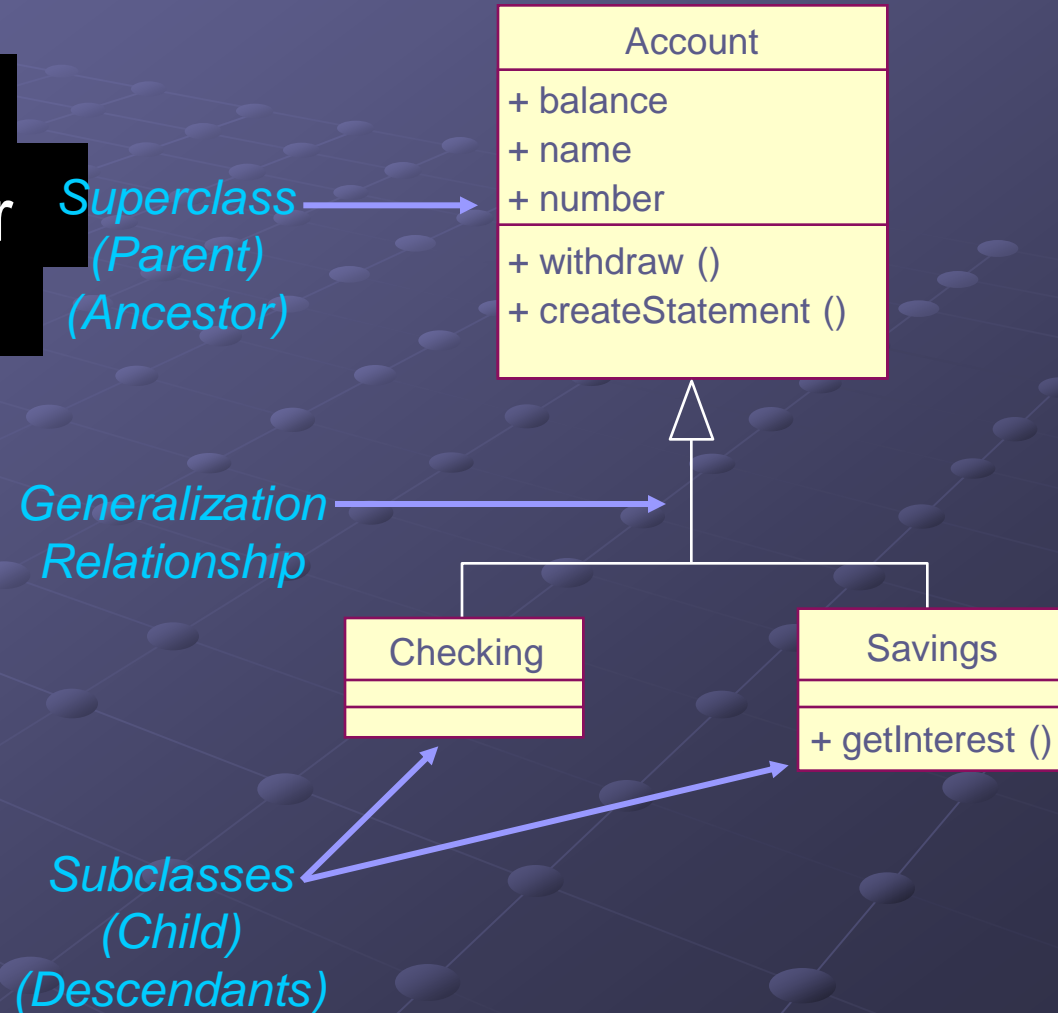 Account
+ balance
+ name
+ number
+ withdraw ()
+ createStatement ()
r
Superclass
(Parent)
(Ancestor)
Generalization
Relationship
Checking
Savings
+ getInterest ()
Subclasses
(Child)
(Descendants)